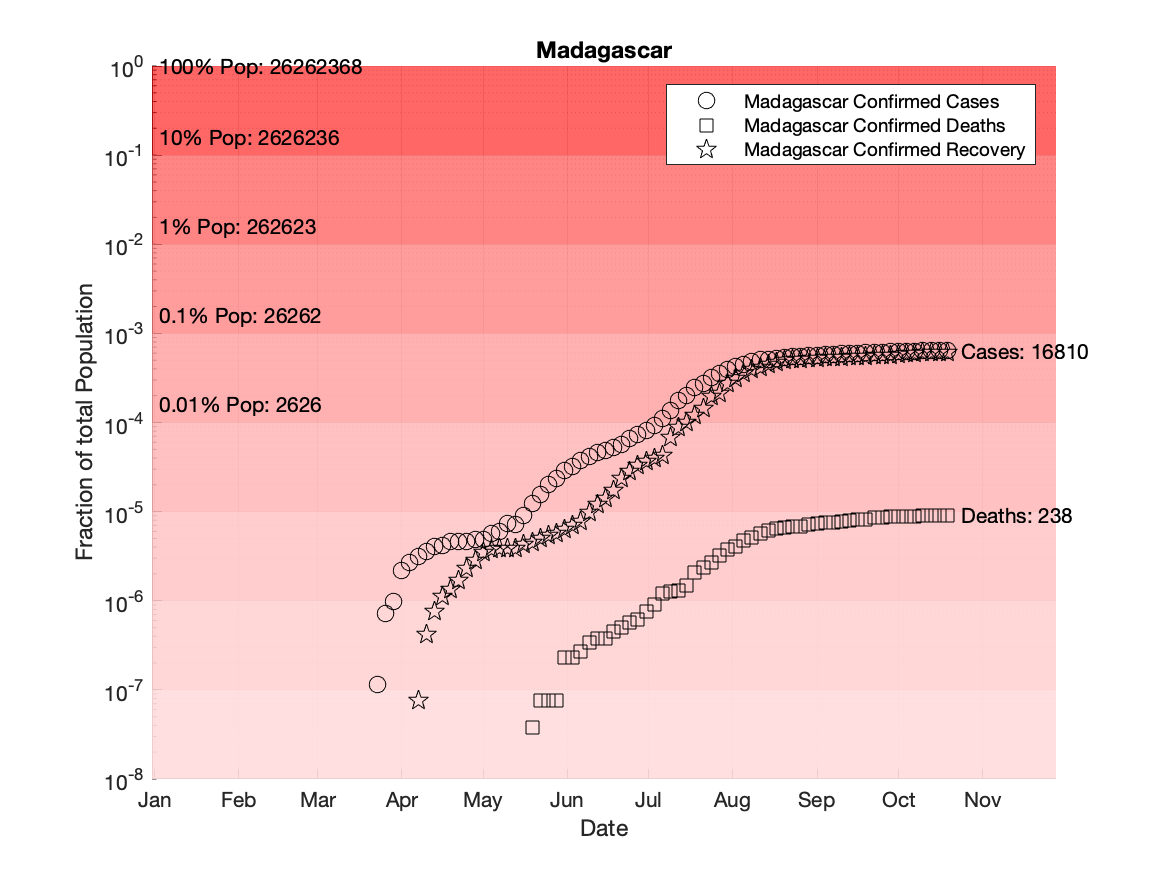 Madagascar
10^0
10^-1
10^-2
10^-3
10^-4
10^-5
10^-6
10^-7
10^-8
Fraction of total Population
100% Pop: 26262368
10% Pop: 2626236
1% Pop: 262623
0.1% Pop: 26262
0.01% Pop: 2626
Madagascar Confirmed Cases
Madagascar Confirmed Deaths
Madagascar Confirmed Recovery
Cases: 16810
Deaths: 238
Jan Feb Mar Apr May Jun Jul Aug Sep Oct Nov
Date